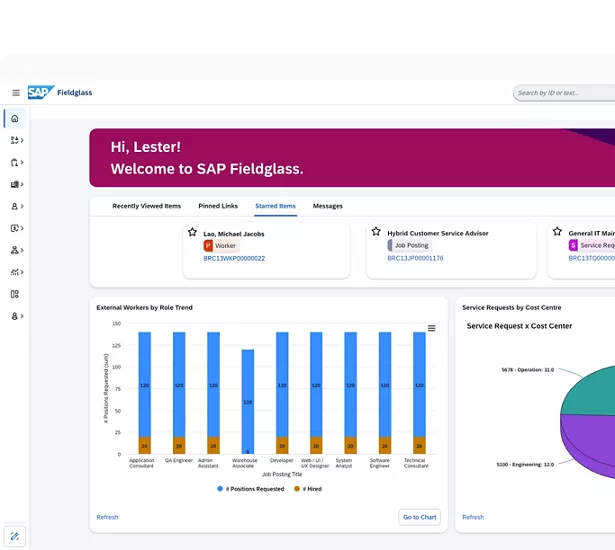 SAP Fieldglass
Search by ID or text...
Hi, Lester!
Welcome to SAP Fieldglass.
Recently Viewed Items Pinned Links Starred Items Messages
Lao, Michael Jacobs
P Worker
BRC13WKP00000022
Hybrid Customer Service Advisor
Job Posting
BRC13JP00001176
General IT Mai
S Service Req
BRC13TQ00000
External Workers by Role Trend
# Positions Requested (sum)
150
125
100
75
50
25
0
120 120 120 120 120 120 120 120 120
20 20 20 0 20 20 20 20 20
Application Consultant
QA Engineer
Admin Assistant
Warehouse Associate
Developer
Web / UI / UX Designer
System Analyst
Software Engineer
Technical Consultant
Job Posting Title
# Positions Requested # Hired
Refresh Go to Chart
Service Requests by Cost Centre
Service Request x Cost Center
5678 - Operation: 11.0
5100 - Engineering: 12.0
Refresh